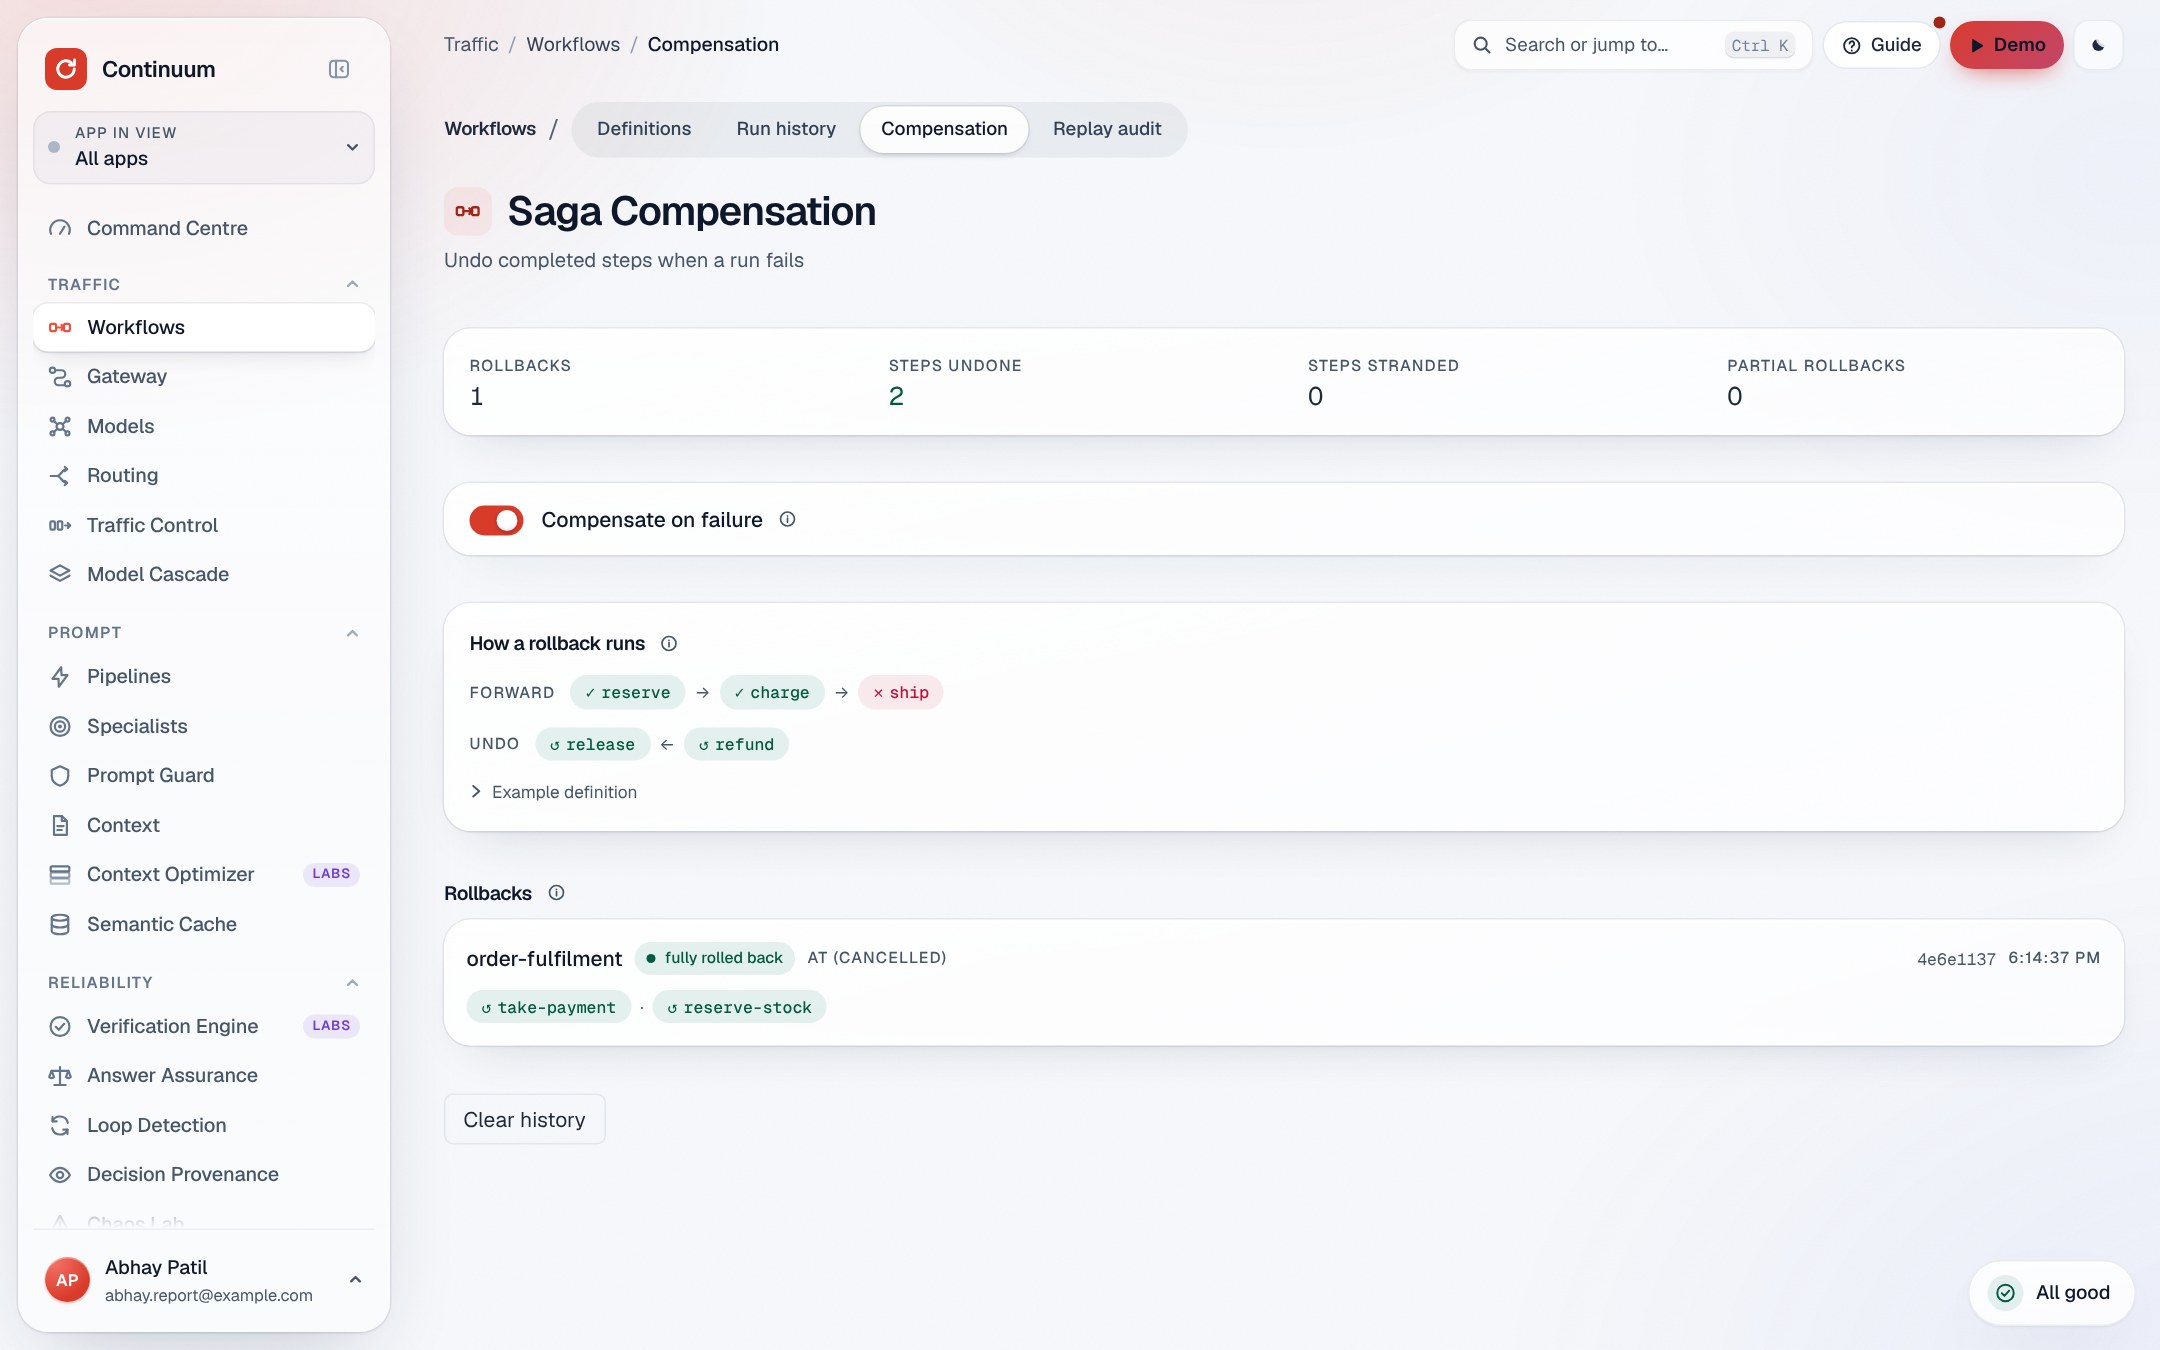 Continuum
APP IN VIEW
All apps
Command Centre
TRAFFIC
Workflows
Gateway
Models
Routing
Traffic Control
Model Cascade
PROMPT
Pipelines
Specialists
Prompt Guard
Context
Context Optimizer LABS
Semantic Cache
RELIABILITY
Verification Engine LABS
Answer Assurance
Loop Detection
Decision Provenance
Chaos Lab
AP Abhay Patil
abhay.report@example.com
Traffic / Workflows / Compensation
Search or jump to... Ctrl K
Guide
Demo
Workflows / Definitions Run history Compensation Replay audit
Saga Compensation
Undo completed steps when a run fails
ROLLBACKS STEPS UNDONE STEPS STRANDED PARTIAL ROLLBACKS
1 2 0 0
Compensate on failure
How a rollback runs
FORWARD ✓ reserve → ✓ charge → × ship
UNDO ↺ release ← ↺ refund
Example definition
Rollbacks
order-fulfilment fully rolled back AT (CANCELLED) 4e6e1137 6:14:37 PM
↺ take-payment · ↺ reserve-stock
Clear history
All good